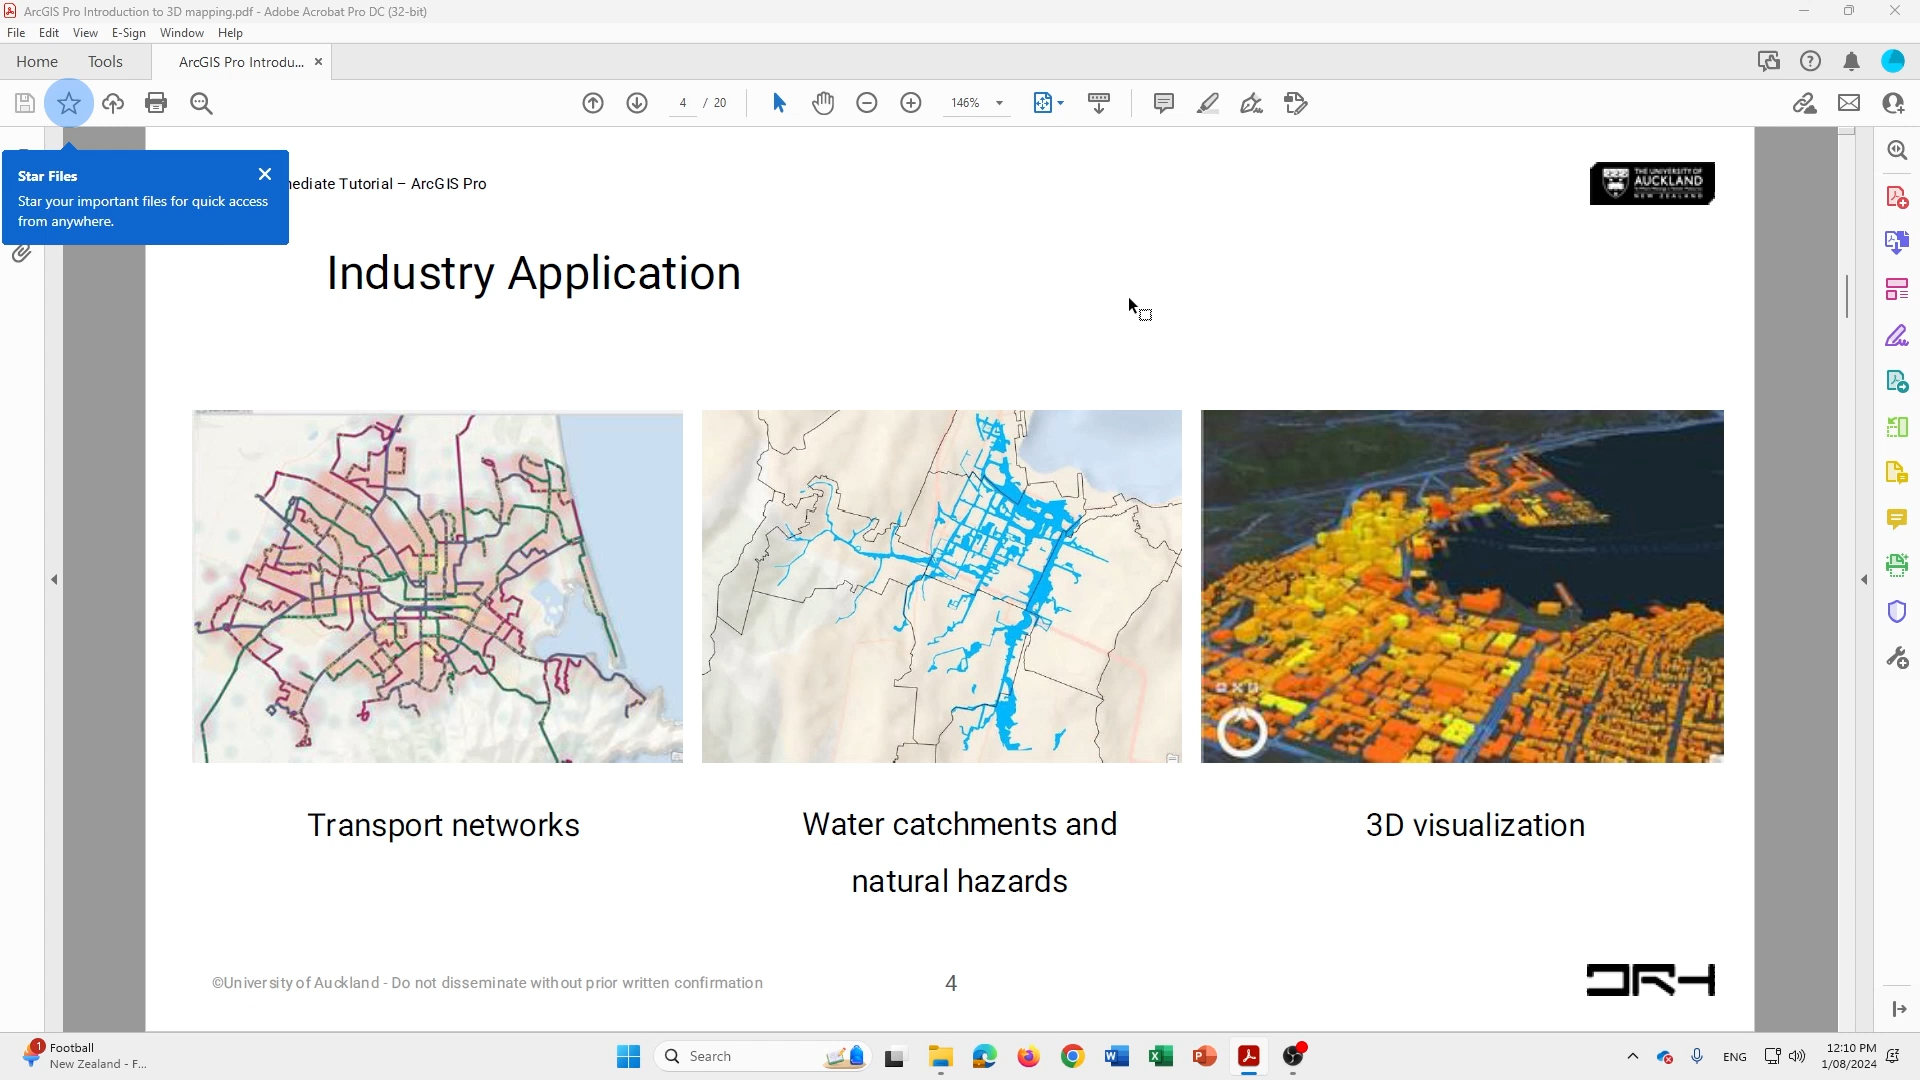 ArcGIS Pro Introduction to 3D mapping.pdf - Adobe Acrobat Pro DC (32-bit)
File Edit View E-Sign Window Help
Home Tools ArcGIS Pro Introdu...
4 / 20 146%
Star Files
Star your important files for quick access
from anywhere.
mediate Tutorial – ArcGIS Pro
THE UNIVERSITY OF
AUCKLAND
NEW ZEALAND
Industry Application
Transport networks
Water catchments and
natural hazards
3D visualization
©University of Auckland - Do not disseminate without prior written confirmation
4
1
Football
New Zealand - F...
Search
ENG
12:10 PM
1/08/2024